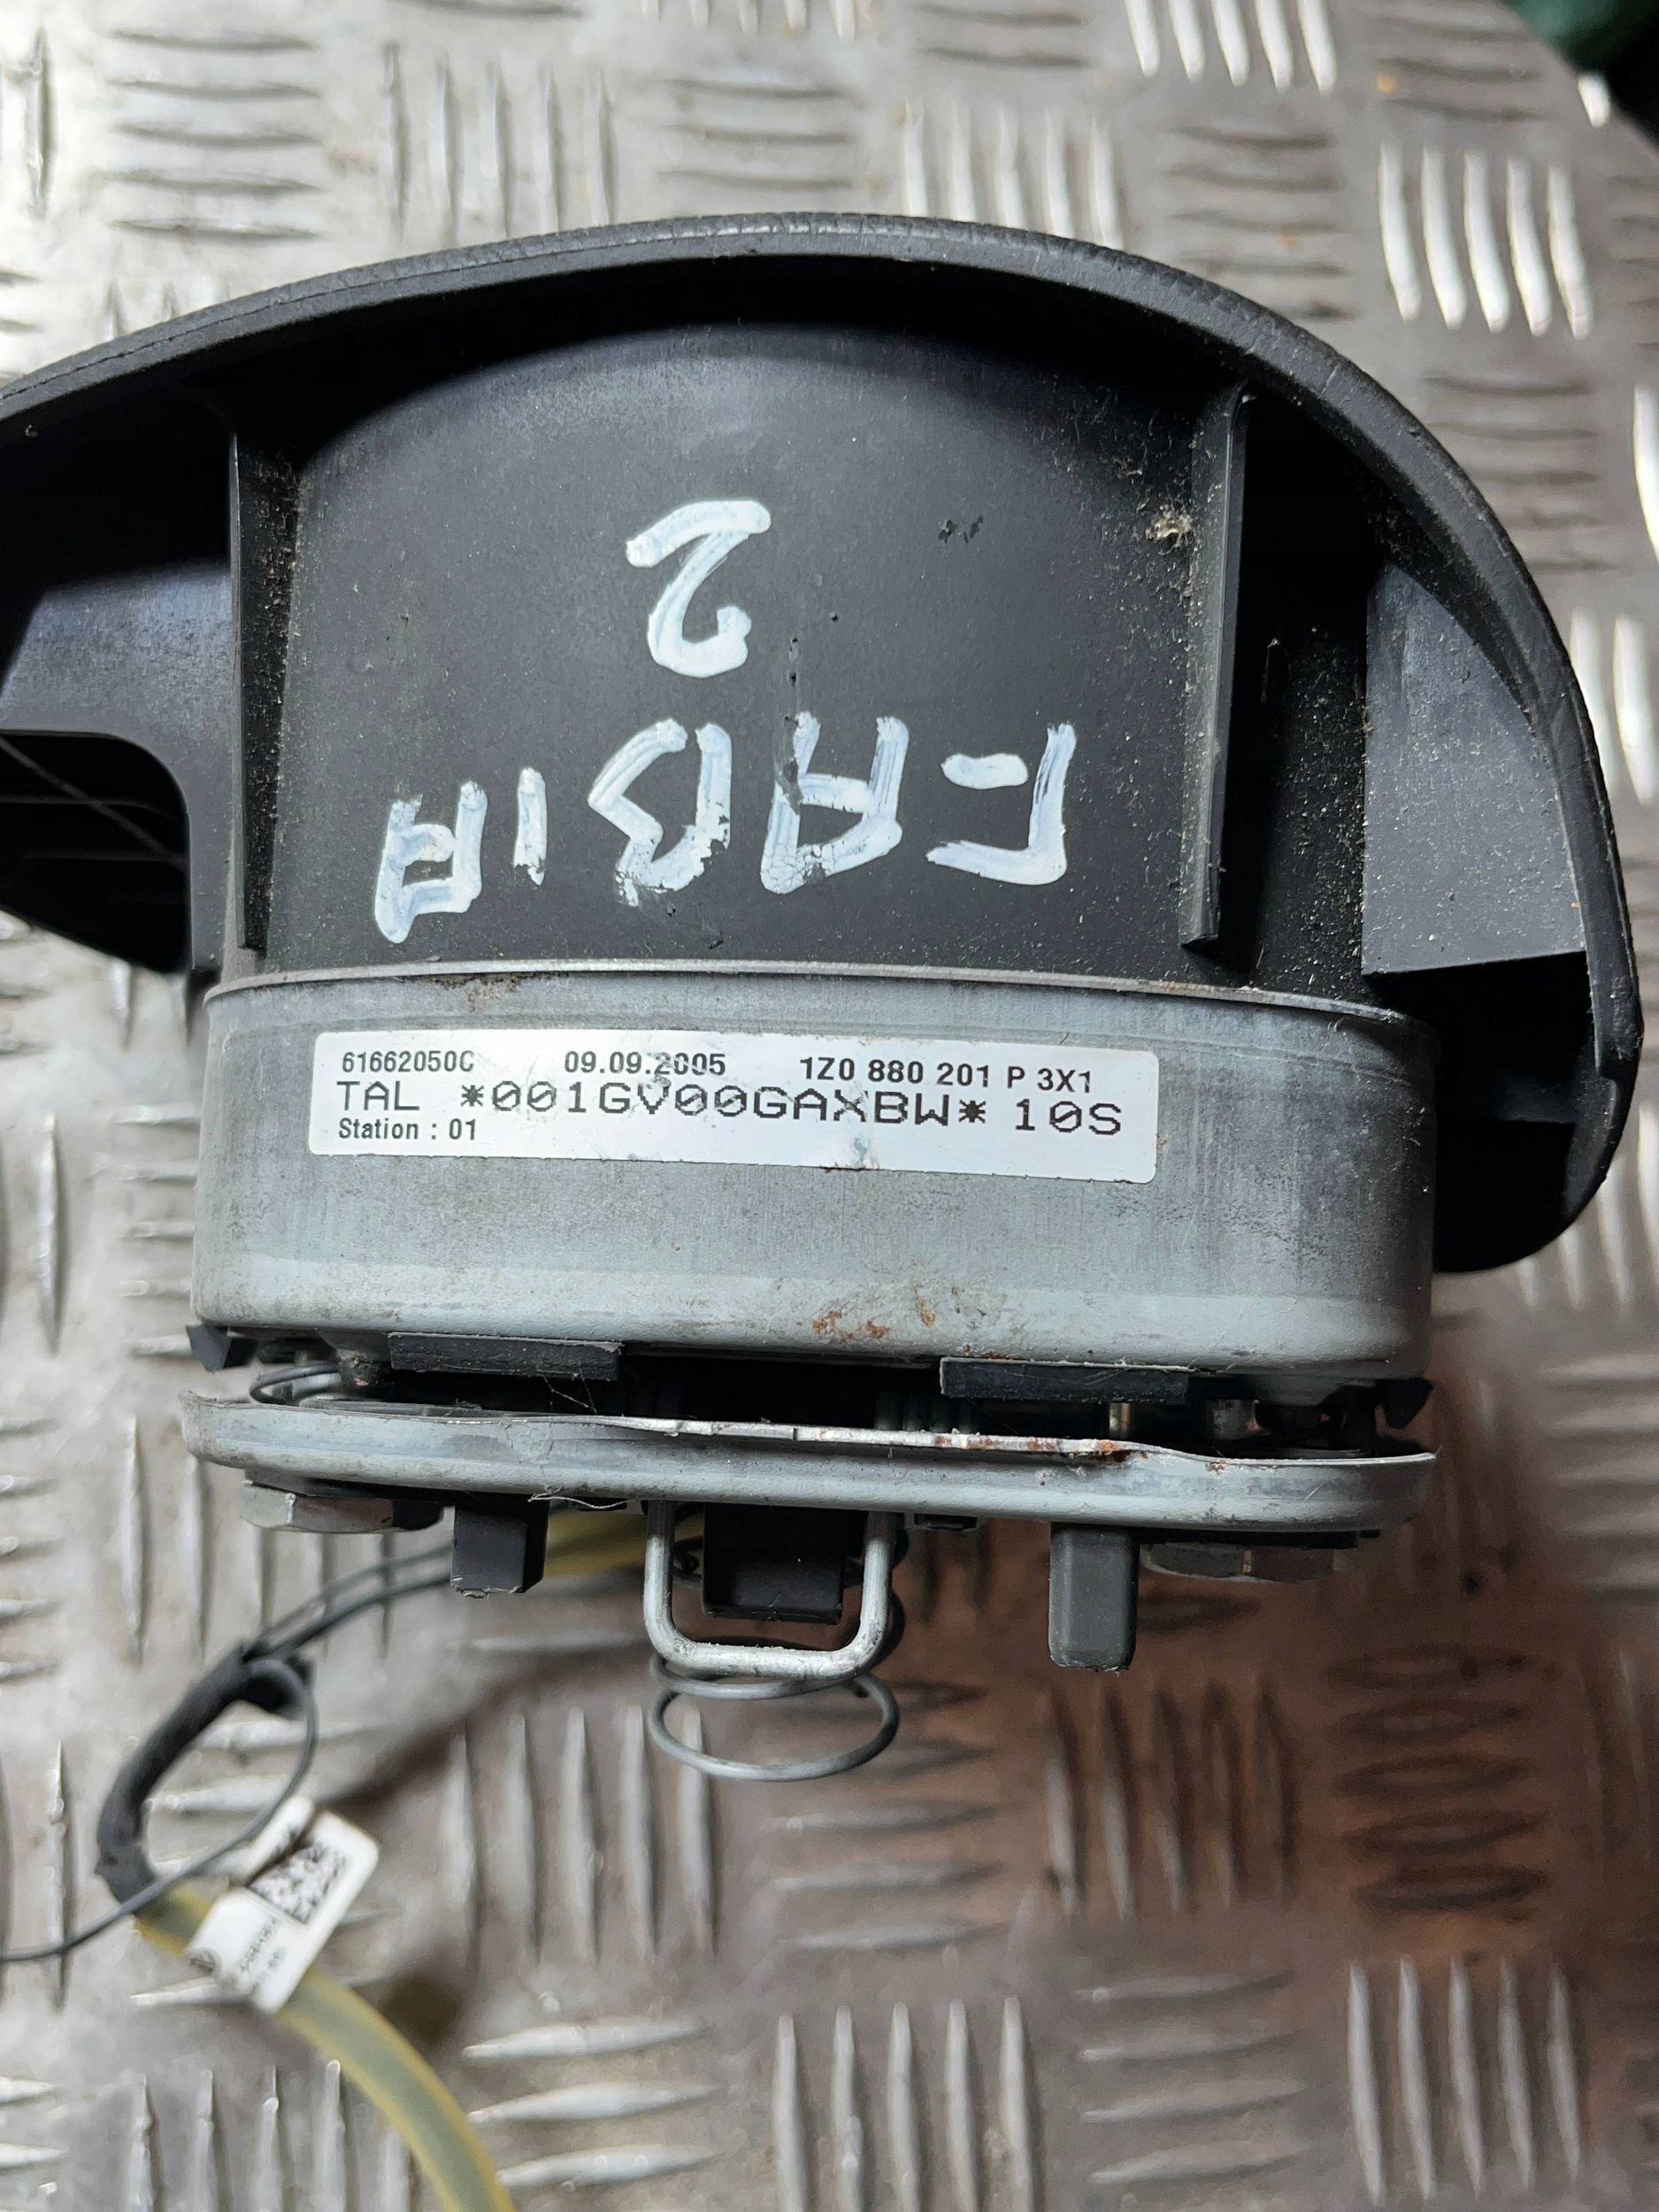 FABIA
2
61662050C 09.09.2005 1Z0 880 201 P 3X1
TAL *001GV00GAXBW* 10S
Station : 01